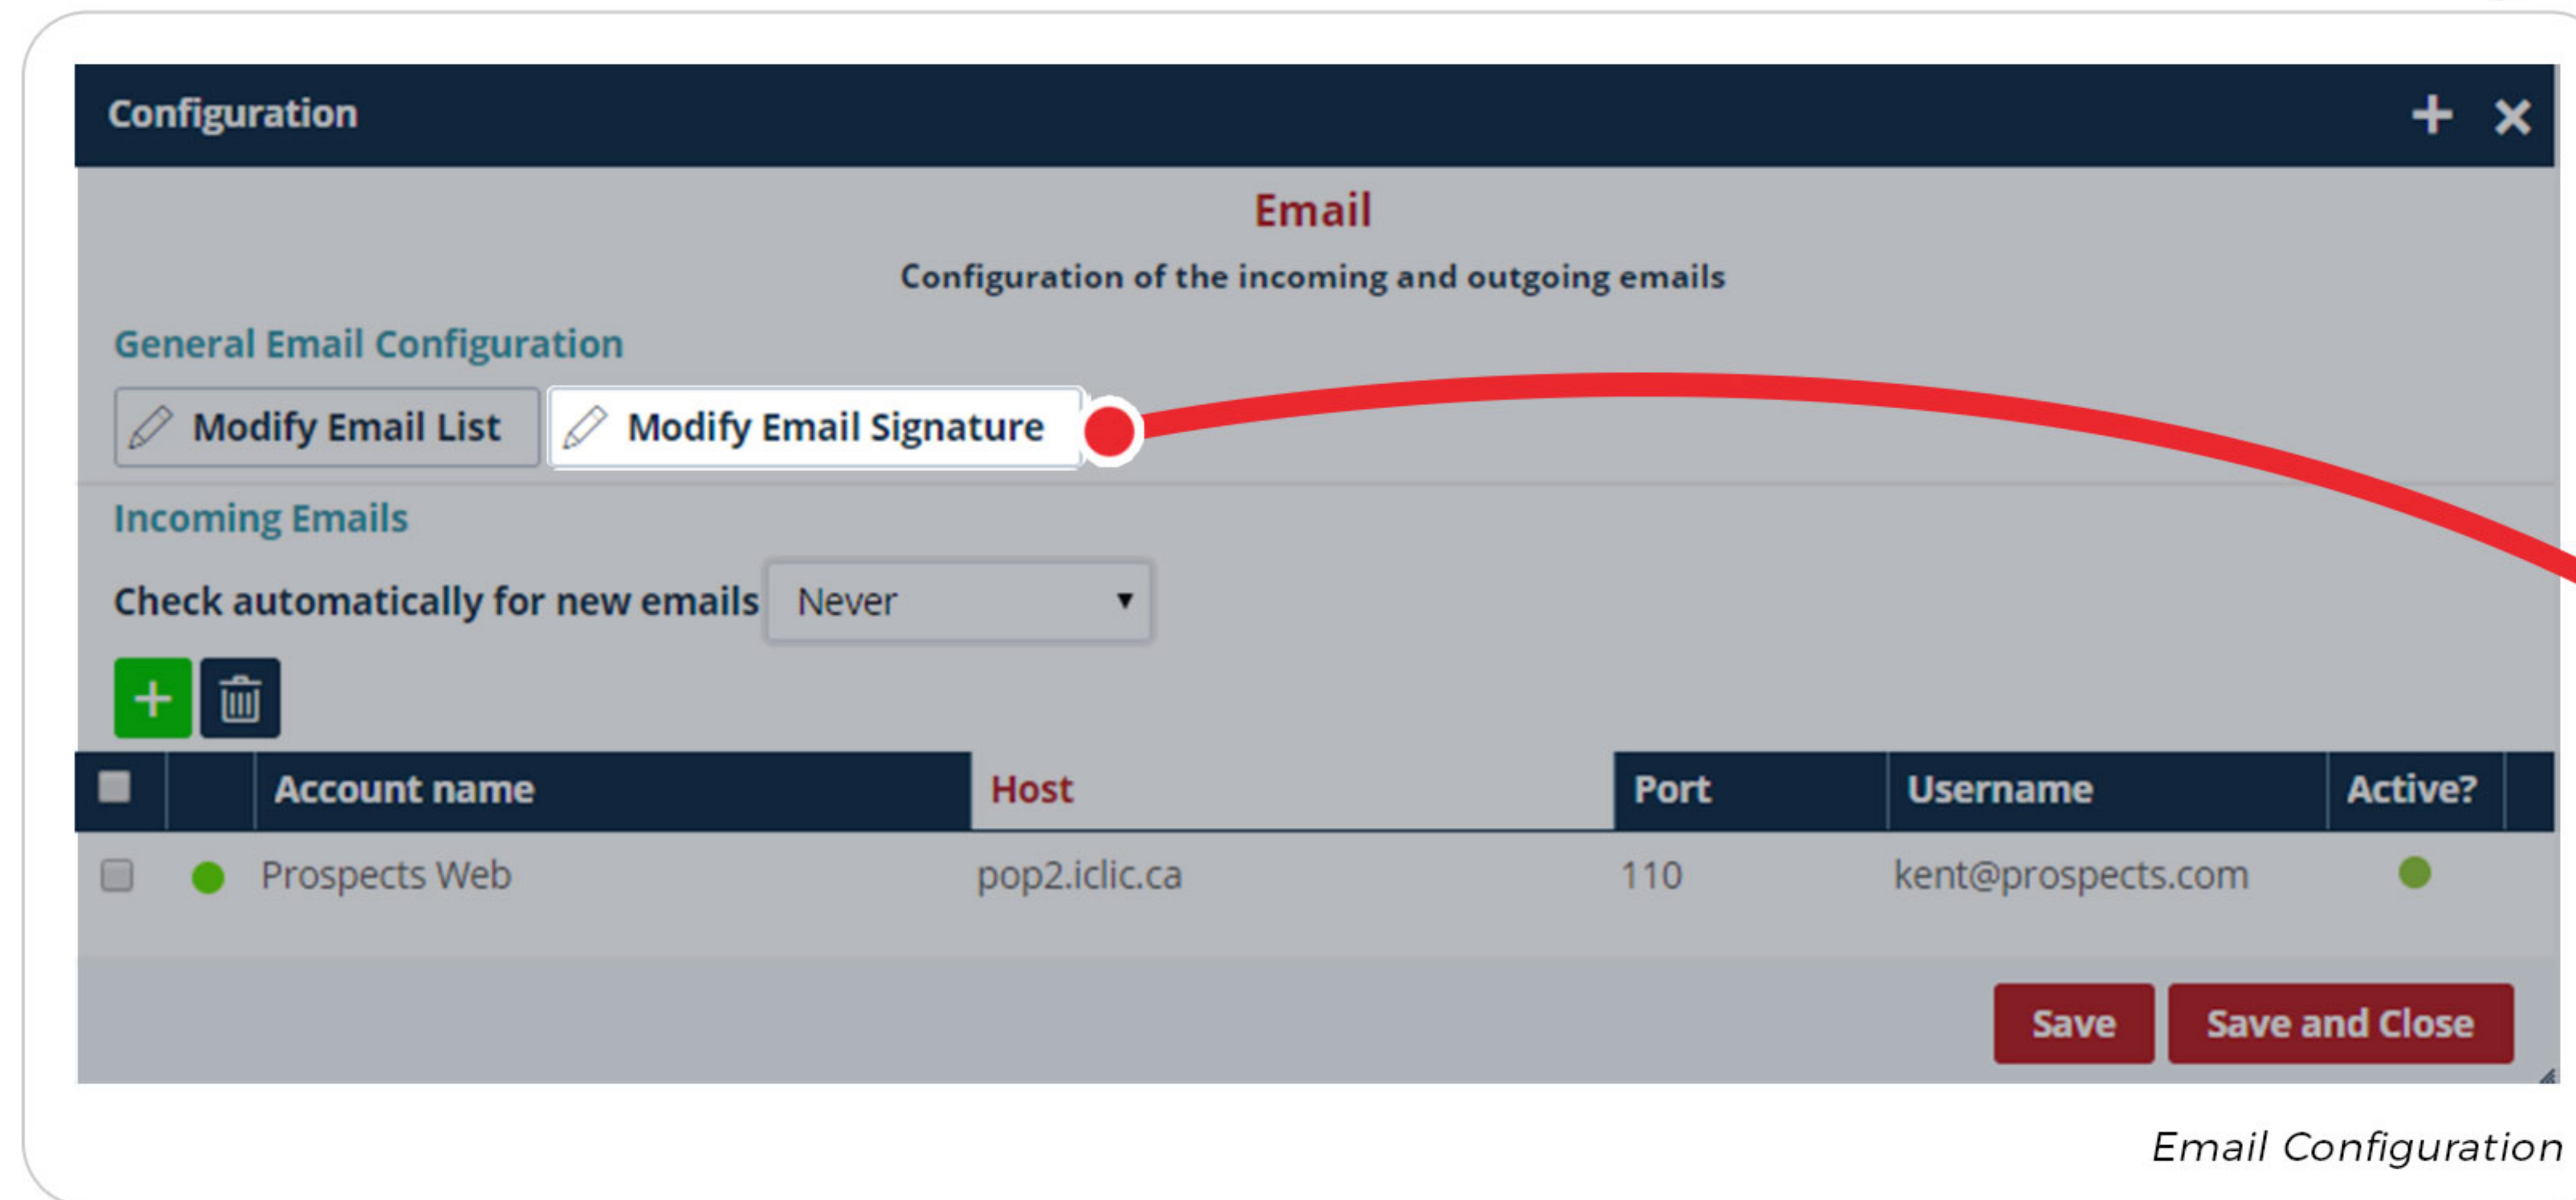 Configuration
Email
Configuration of the incoming and outgoing emails
General Email Configuration
Modify Email List Modify Email Signature
Incoming Emails
Check automatically for new emails Never
Account name Host Port Username Active?
Prospects Web pop2.iclic.ca 110 kent@prospects.com
Save Save and Close
Email Configuration